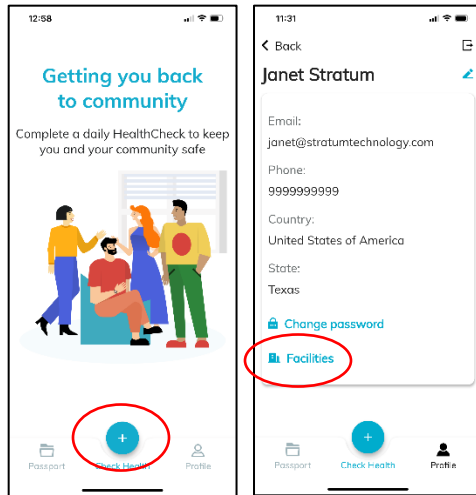 12:58
Getting you back
to community
Complete a daily HealthCheck to keep
you and your community safe
Passport
Check Health
Profile
11:31
Back
Janet Stratum
Email:
janet@stratumtechnology.com
Phone:
9999999999
Country:
United States of America
State:
Texas
Change password
Facilities
Passport
Check Health
Profile